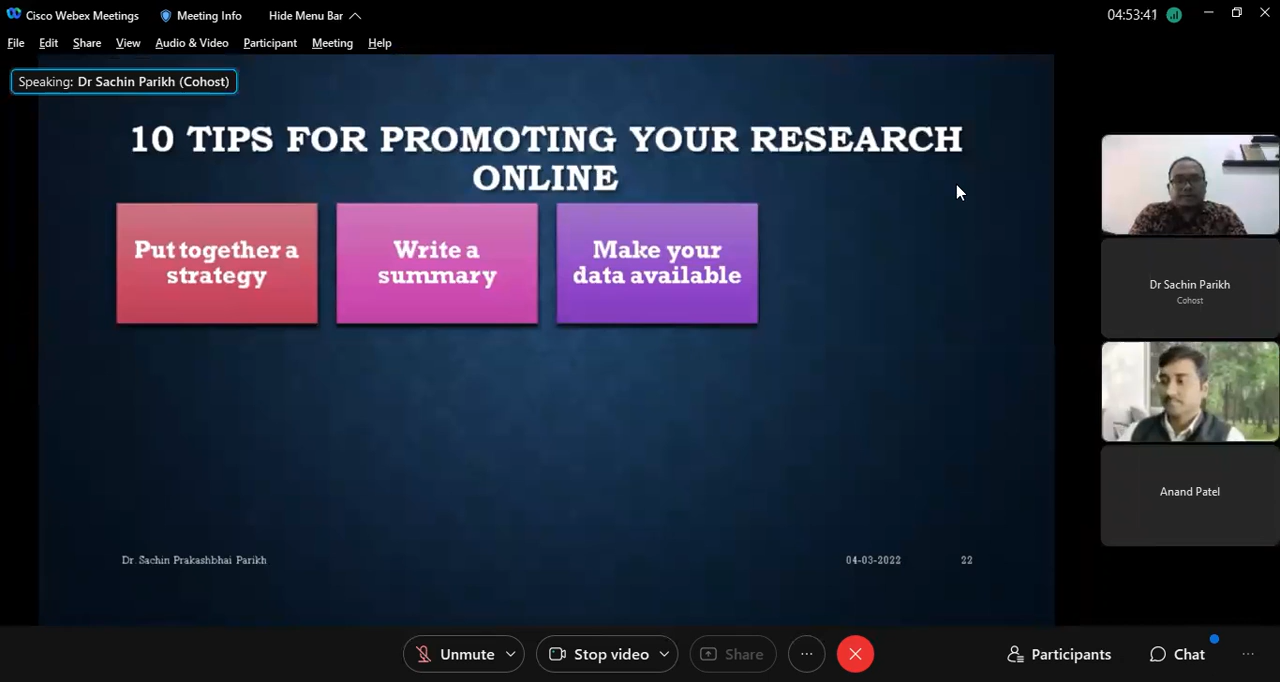 Cisco Webex Meetings
Meeting Info
Hide Menu Bar
04:53:41
File Edit Share View Audio & Video Participant Meeting Help
Speaking: Dr Sachin Parikh (Cohost)
10 TIPS FOR PROMOTING YOUR RESEARCH
ONLINE
Put together a
strategy
Write a
summary
Make your
data available
Dr. Sachin Prakashbhai Parikh
04-03-2022
22
Dr Sachin Parikh
Cohost
Anand Patel
Unmute
Stop video
Share
Participants
Chat